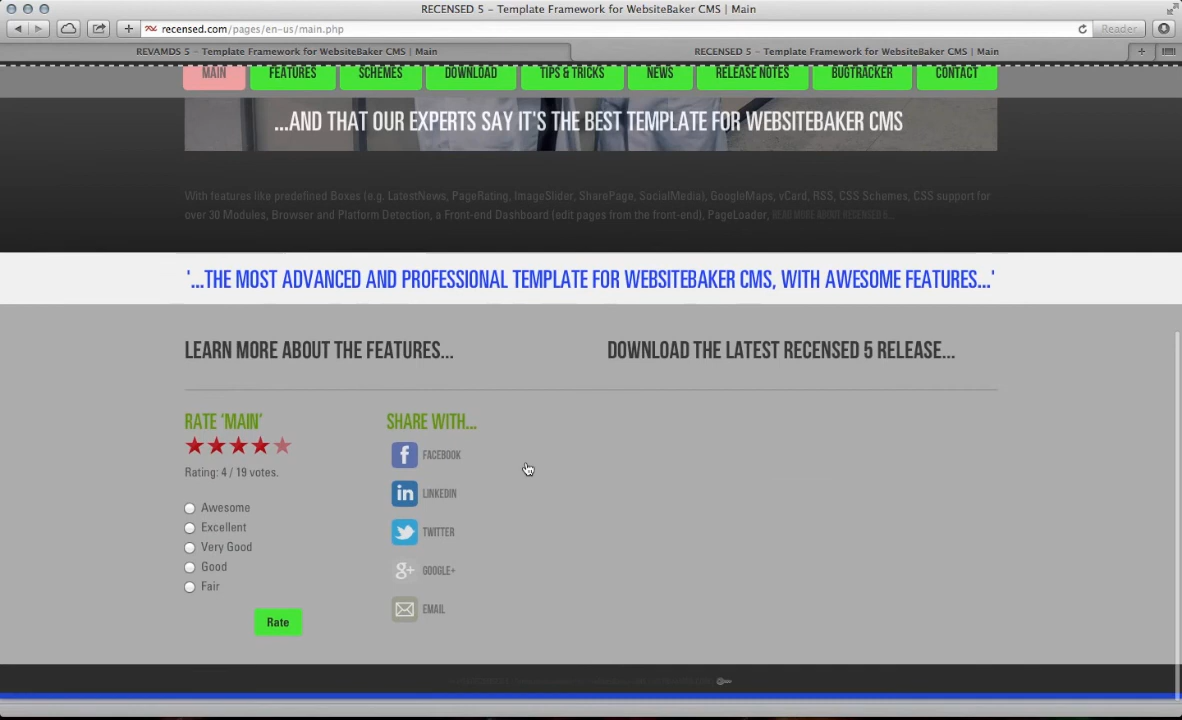 RECENSED 5 – Template Framework for WebsiteBaker CMS | Main
recensed.com/pages/en-us/main.php
Reader
REVAMDS 5 – Template Framework for WebsiteBaker CMS | Main
RECENSED 5 – Template Framework for WebsiteBaker CMS | Main
MAIN
FEATURES
SCHEMES
DOWNLOAD
TIPS & TRICKS
NEWS
RELEASE NOTES
BUGTRACKER
CONTACT
...AND THAT OUR EXPERTS SAY IT'S THE BEST TEMPLATE FOR WEBSITEBAKER CMS
With features like predefined Boxes (e.g. LatestNews, PageRating, ImageSlider, SharePage, SocialMedia), GoogleMaps, vCard, RSS, CSS Schemes, CSS support for
over 30 Modules, Browser and Platform Detection, a Front-end Dashboard (edit pages from the front-end), PageLoader, READ MORE ABOUT RECENSED 5...
'...THE MOST ADVANCED AND PROFESSIONAL TEMPLATE FOR WEBSITEBAKER CMS, WITH AWESOME FEATURES...'
LEARN MORE ABOUT THE FEATURES...
DOWNLOAD THE LATEST RECENSED 5 RELEASE...
RATE 'MAIN'
Rating: 4 / 19 votes.
Awesome
Excellent
Very Good
Good
Fair
Rate
SHARE WITH...
FACEBOOK
LINKEDIN
TWITTER
GOOGLE+
EMAIL